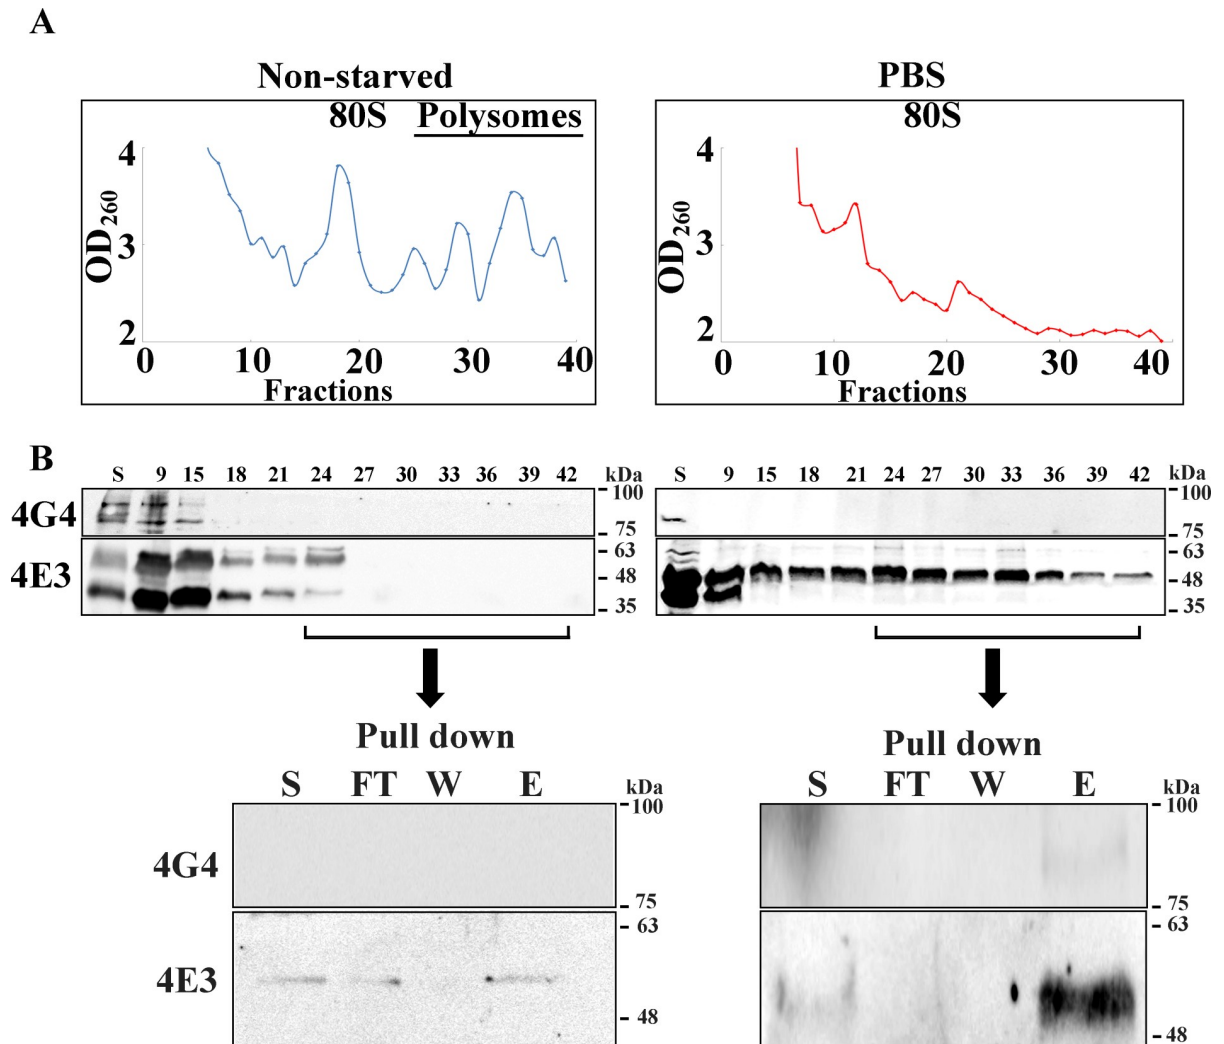 A
Non-starved
80S Polysomes
4
3
2
OD260
0 10 20 30 40
Fractions
PBS
80S
4
3
2
OD260
0 10 20 30 40
Fractions
B
S 9 15 18 21 24 27 30 33 36 39 42 kDa
4G4
100
75
4E3
63
48
35
S 9 15 18 21 24 27 30 33 36 39 42 kDa
100
75
63
48
35
Pull down
S FT W E kDa
4G4
100
75
4E3
63
48
Pull down
S FT W E kDa
100
75
63
48